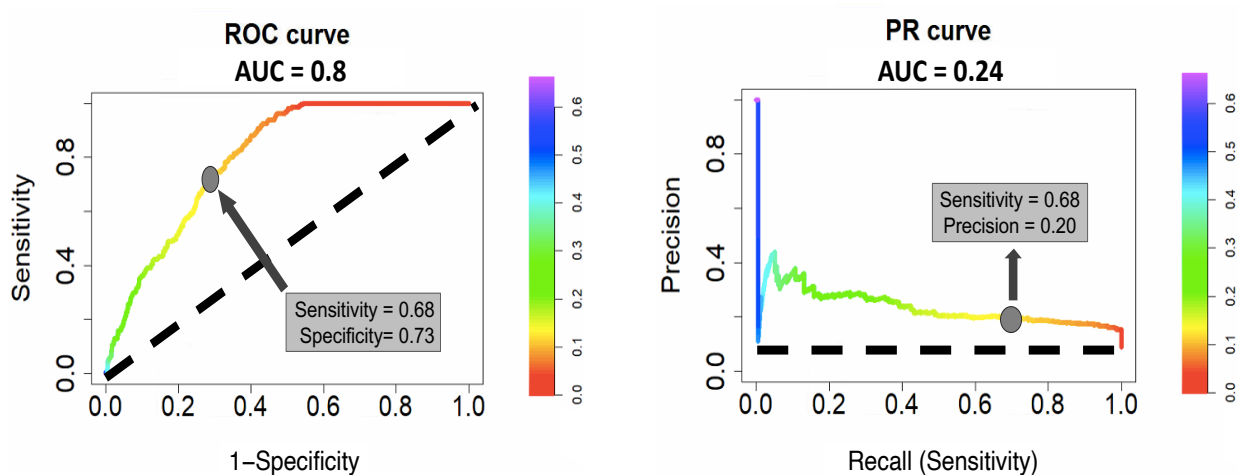 ROC curve
AUC = 0.8
Sensitivity
0.0
0.4
0.8
0.0
0.2
0.4
0.6
0.8
1.0
1−Specificity
Sensitivity = 0.68
Specificity= 0.73
0.0
0.1
0.2
0.3
0.4
0.5
0.6
PR curve
AUC = 0.24
Precision
0.0
0.4
0.8
0.0
0.2
0.4
0.6
0.8
1.0
Recall (Sensitivity)
Sensitivity = 0.68
Precision = 0.20
0.0
0.1
0.2
0.3
0.4
0.5
0.6